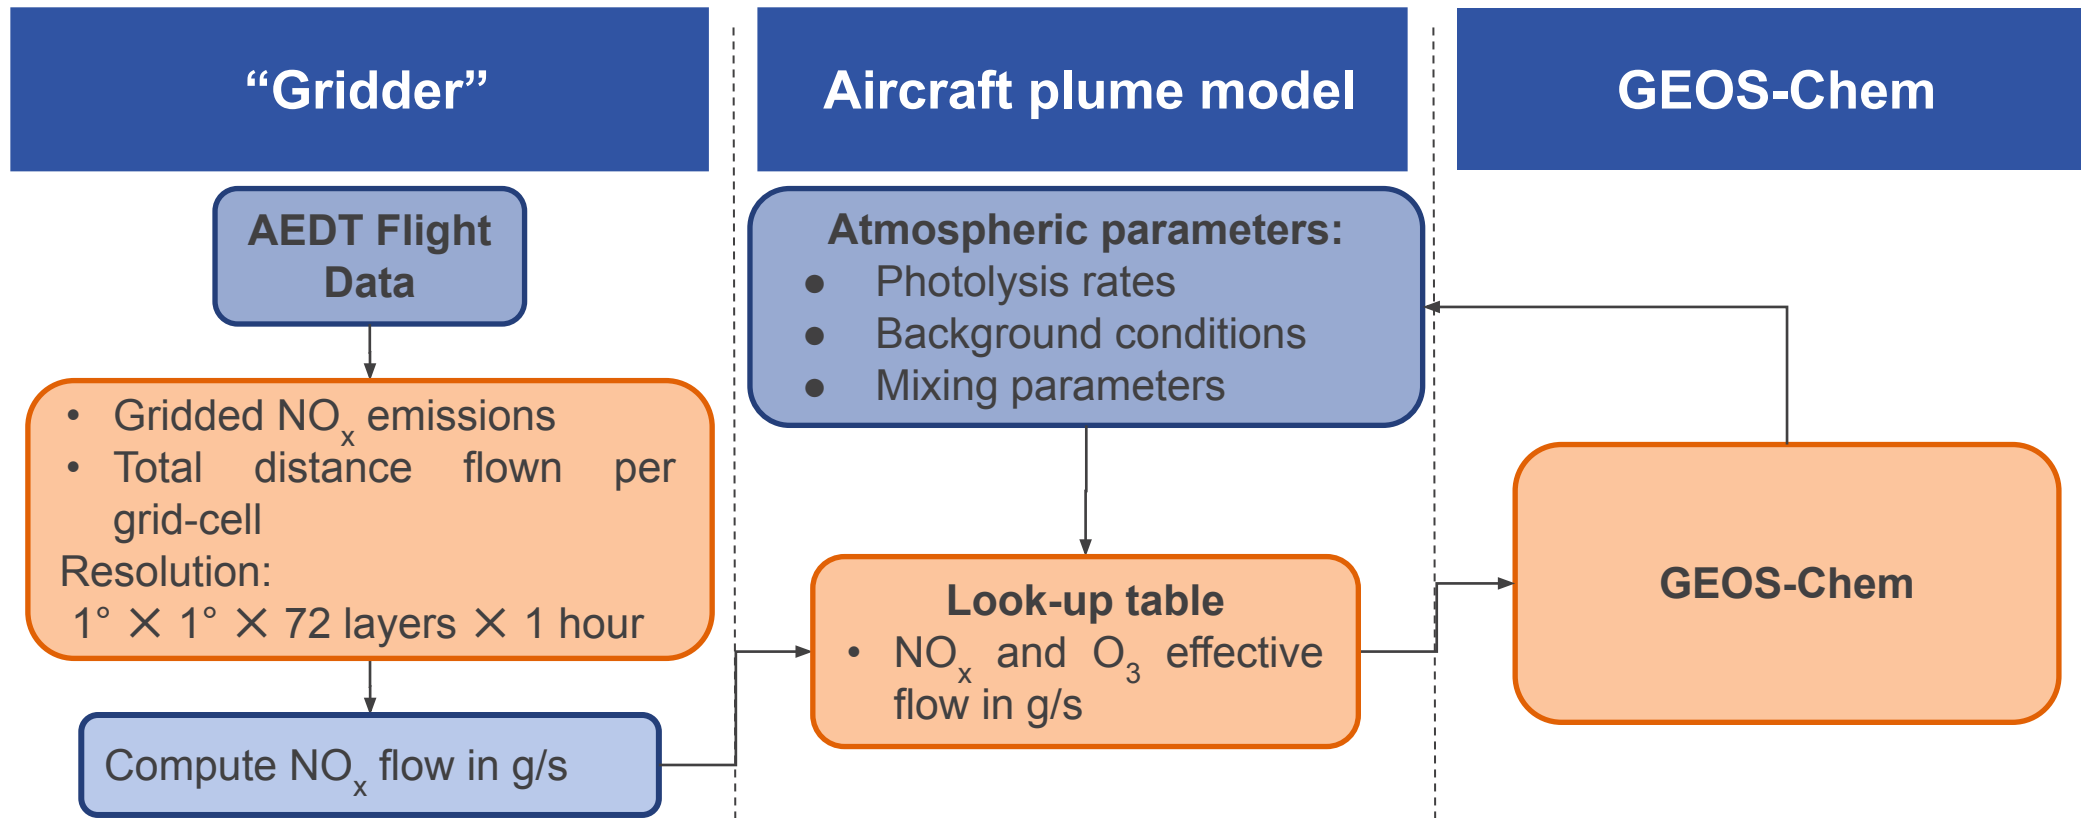 “Gridder”
AEDT Flight
Data
• Gridded NOx emissions
• Total distance flown per
grid-cell
Resolution:
1° × 1° × 72 layers × 1 hour
Compute NOx flow in g/s
Aircraft plume model
Atmospheric parameters:
● Photolysis rates
● Background conditions
● Mixing parameters
Look-up table
• NOx and O3 effective
flow in g/s
GEOS-Chem
GEOS-Chem